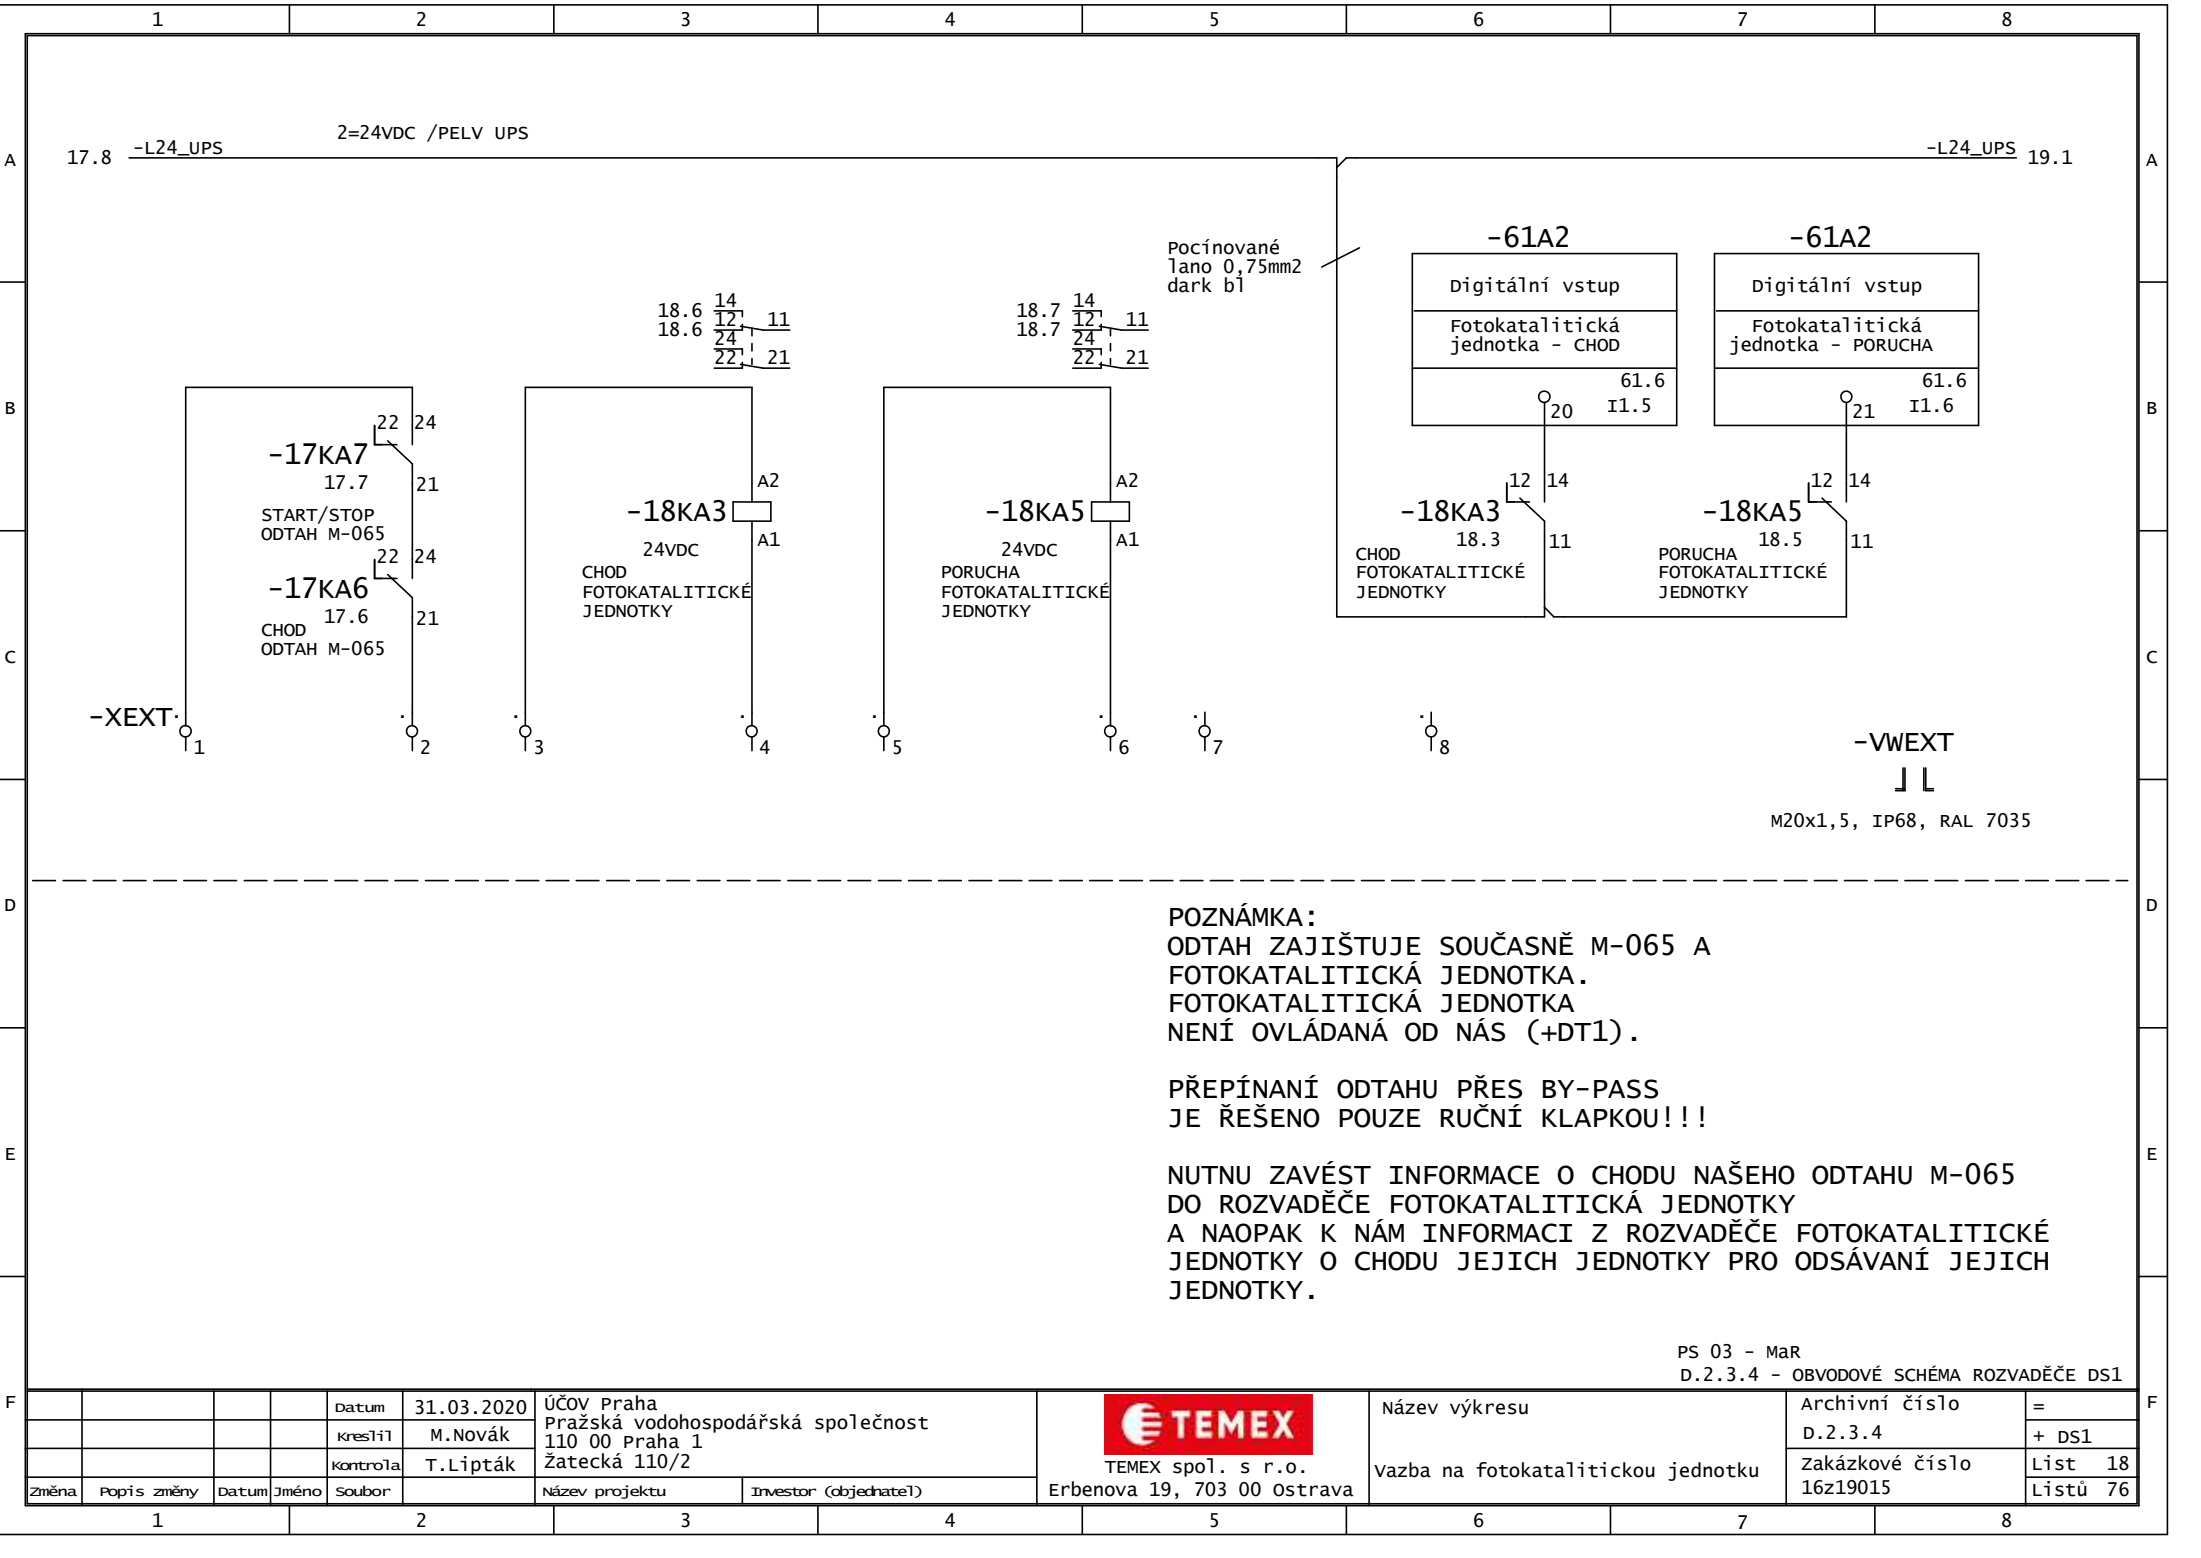 1 2 3 4 5 6 7 8
2=24VDC /PELV UPS
17.8 -L24_UPS
-L24_UPS 19.1
A A
Pocínované
lano 0,75mm2
dark bl
-61A2
Digitální vstup
Fotokatalitická
jednotka - CHOD
61.6
20 I1.5
-61A2
Digitální vstup
Fotokatalitická
jednotka - PORUCHA
61.6
21 I1.6
14
18.6 12 11
18.6 24
22 21
14
18.7 12 11
18.7 24
22 21
B B
22 24
-17KA7
17.7 21
START/STOP
ODTAH M-065
22 24
-17KA6
17.6 21
CHOD
ODTAH M-065
A2
-18KA3
24VDC A1
CHOD
FOTOKATALITICKÉ
JEDNOTKY
A2
-18KA5
24VDC A1
PORUCHA
FOTOKATALITICKÉ
JEDNOTKY
12 14
-18KA3
18.3 11
CHOD
FOTOKATALITICKÉ
JEDNOTKY
12 14
-18KA5
18.5 11
PORUCHA
FOTOKATALITICKÉ
JEDNOTKY
C C
-XEXT
1 2 3 4 5 6 7 8
-VWEXT
M20x1,5, IP68, RAL 7035
D D
POZNÁMKA:
ODTAH ZAJIŠTUJE SOUČASNĚ M-065 A
FOTOKATALITICKÁ JEDNOTKA.
FOTOKATALITICKÁ JEDNOTKA
NENÍ OVLÁDANÁ OD NÁS (+DT1).
PŘEPÍNANÍ ODTAHU PŘES BY-PASS
JE ŘEŠENO POUZE RUČNÍ KLAPKOU!!!
E E
NUTNU ZAVÉST INFORMACE O CHODU NAŠEHO ODTAHU M-065
DO ROZVADĚČE FOTOKATALITICKÁ JEDNOTKY
A NAOPAK K NÁM INFORMACI Z ROZVADĚČE FOTOKATALITICKÉ
JEDNOTKY O CHODU JEJICH JEDNOTKY PRO ODSÁVANÍ JEJICH
JEDNOTKY.
PS 03 - MaR
D.2.3.4 - OBVODOVÉ SCHÉMA ROZVADĚČE DS1
F F
Datum 31.03.2020
Kreslil M.Novák
Kontrola T.Lipták
Změna Popis změny Datum Jméno Soubor
ÚČOV Praha
Pražská vodohospodářská společnost
110 00 Praha 1
Žatecká 110/2
Název projektu Investor (objednatel)
TEMEX
TEMEX spol. s r.o.
Erbenova 19, 703 00 Ostrava
Název výkresu
Vazba na fotokatalitickou jednotku
Archivní číslo
D.2.3.4
Zakázkové číslo
16z19015
=
+ DS1
List 18
Listů 76
1 2 3 4 5 6 7 8